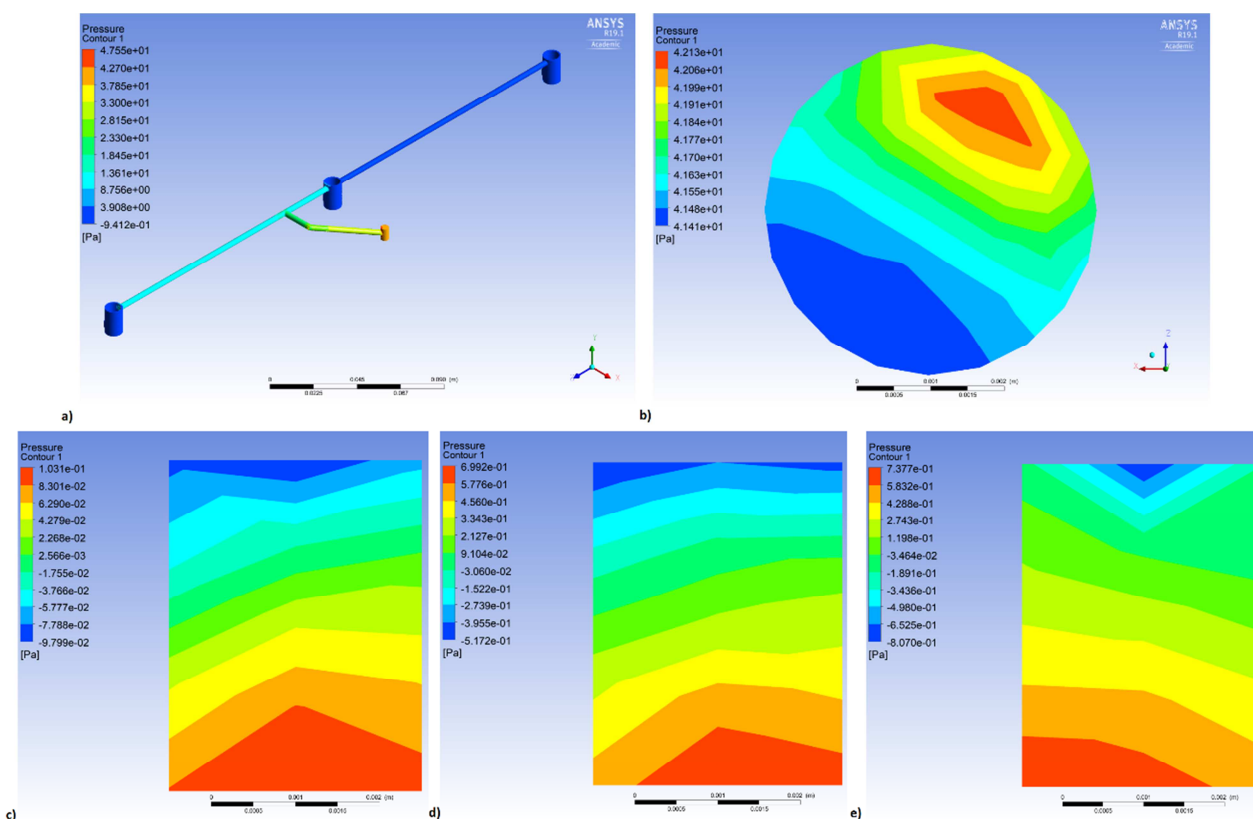 Pressure
Contour 1
4.755e+01
4.270e+01
3.785e+01
3.300e+01
2.815e+01
2.330e+01
1.845e+01
1.361e+01
8.756e+00
3.908e+00
-9.412e-01
[Pa]
ANSYS
R19.1
Academic
0
0.045
0.090 (m)
0.0225
0.067
Y
X
a)
Pressure
Contour 1
4.213e+01
4.206e+01
4.199e+01
4.191e+01
4.184e+01
4.177e+01
4.170e+01
4.163e+01
4.155e+01
4.148e+01
4.141e+01
[Pa]
ANSYS
R19.1
Academic
0
0.001
0.002 (m)
0.0005
0.0015
Z
X
b)
Pressure
Contour 1
1.031e-01
8.301e-02
6.290e-02
4.279e-02
2.268e-02
2.566e-03
-1.755e-02
-3.766e-02
-5.777e-02
-7.788e-02
-9.799e-02
[Pa]
0
0.001
0.002 (m)
0.0005
0.0015
c)
Pressure
Contour 1
6.992e-01
5.776e-01
4.560e-01
3.343e-01
2.127e-01
9.104e-02
-3.060e-02
-1.522e-01
-2.739e-01
-3.955e-01
-5.172e-01
[Pa]
0
0.001
0.002 (m)
0.0005
0.0015
d)
Pressure
Contour 1
7.377e-01
5.832e-01
4.288e-01
2.743e-01
1.198e-01
-3.464e-02
-1.891e-01
-3.436e-01
-4.980e-01
-6.525e-01
-8.070e-01
[Pa]
0
0.001
0.002 (m)
0.0005
0.0015
e)